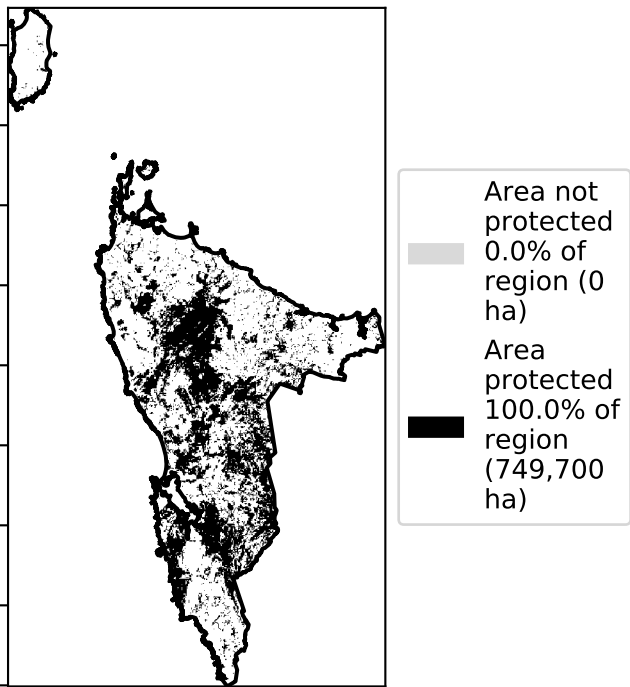 Area not
protected
0.0% of
region (0
ha)
Area
protected
100.0% of
region
(749,700
ha)